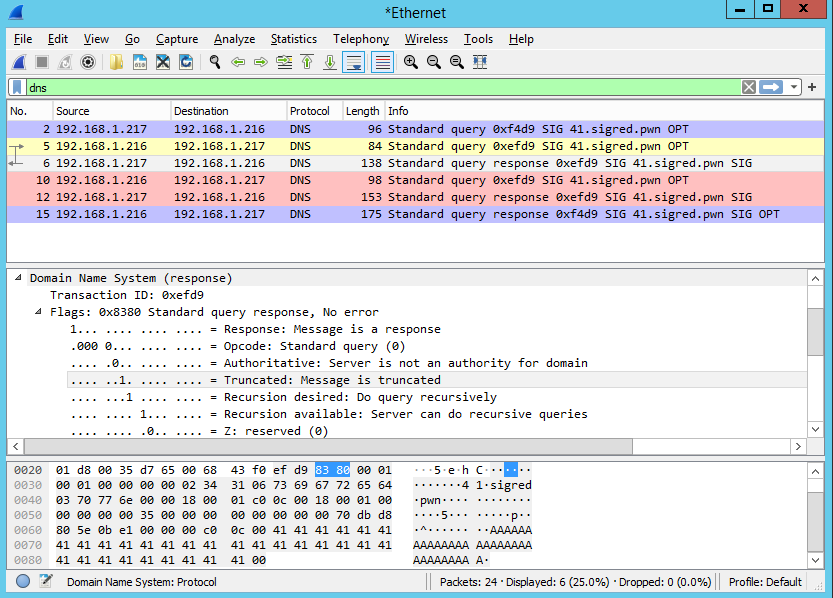 *Ethernet
File Edit View Go Capture Analyze Statistics Telephony Wireless Tools Help
dns
No. Source Destination Protocol Length Info
2 192.168.1.217 192.168.1.216 DNS 96 Standard query 0xf4d9 SIG 41.sigred.pwn OPT
5 192.168.1.216 192.168.1.217 DNS 84 Standard query 0xefd9 SIG 41.sigred.pwn OPT
6 192.168.1.217 192.168.1.216 DNS 138 Standard query response 0xefd9 SIG 41.sigred.pwn SIG
10 192.168.1.216 192.168.1.217 DNS 98 Standard query 0xefd9 SIG 41.sigred.pwn OPT
12 192.168.1.217 192.168.1.216 DNS 153 Standard query response 0xefd9 SIG 41.sigred.pwn SIG
15 192.168.1.216 192.168.1.217 DNS 175 Standard query response 0xf4d9 SIG 41.sigred.pwn SIG OPT
Domain Name System (response)
Transaction ID: 0xefd9
Flags: 0x8380 Standard query response, No error
1... .... .... .... = Response: Message is a response
.000 0... .... .... = Opcode: Standard query (0)
.... .0.. .... .... = Authoritative: Server is not an authority for domain
.... ..1. .... .... = Truncated: Message is truncated
.... ...1 .... .... = Recursion desired: Do query recursively
.... .... 1... .... = Recursion available: Server can do recursive queries
.... .... .0.. .... = Z: reserved (0)
0020 01 d8 00 35 d7 65 00 68 43 f0 ef d9 83 80 00 01 ···5·e·h C·······
0030 00 01 00 00 00 00 02 34 31 06 73 69 67 72 65 64 ·······4 1·sigred
0040 03 70 77 6e 00 00 18 00 01 c0 0c 00 18 00 01 00 ·pwn···· ········
0050 00 00 00 00 35 00 00 00 00 00 00 00 00 70 db d8 ····5··· ·····p··
0060 80 5e 0b e1 00 00 00 c0 0c 00 41 41 41 41 41 41 ·^······ ··AAAAAA
0070 41 41 41 41 41 41 41 41 41 41 41 41 41 41 41 41 AAAAAAAA AAAAAAAA
0080 41 41 41 41 41 41 41 41 41 00 AAAAAAAA A·
Domain Name System: Protocol Packets: 24 · Displayed: 6 (25.0%) · Dropped: 0 (0.0%) Profile: Default